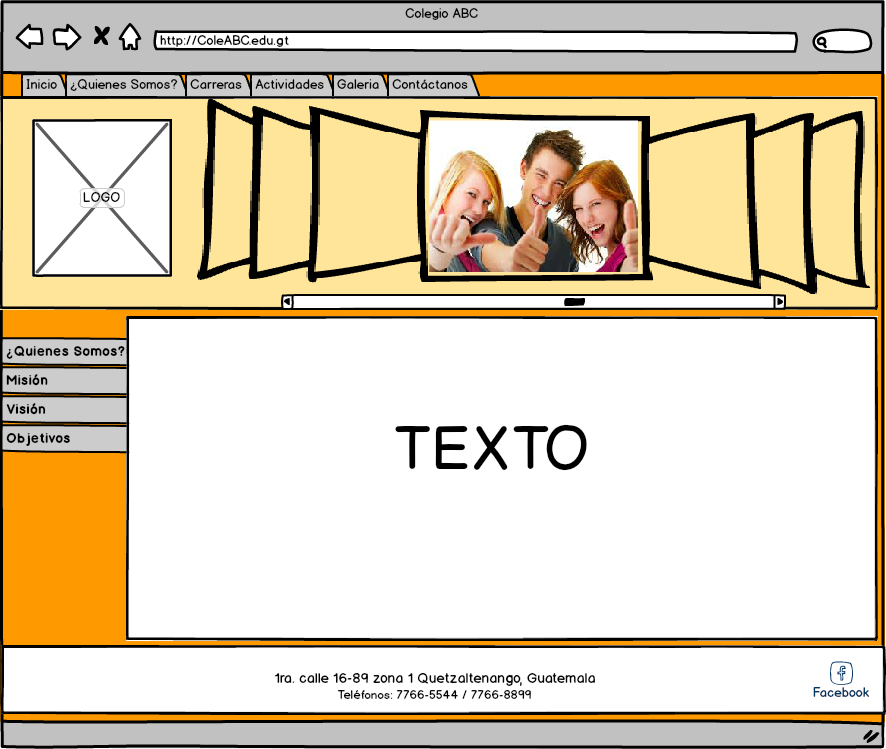 Colegio ABC
http://ColeABC.edu.gt
Inicio ¿Quienes Somos? Carreras Actividades Galeria Contáctanos
LOGO
¿Quienes Somos?
Misión
Visión
Objetivos
TEXTO
1ra. calle 16-89 zona 1 Quetzaltenango, Guatemala
Teléfonos: 7766-5544 / 7766-8899
Facebook